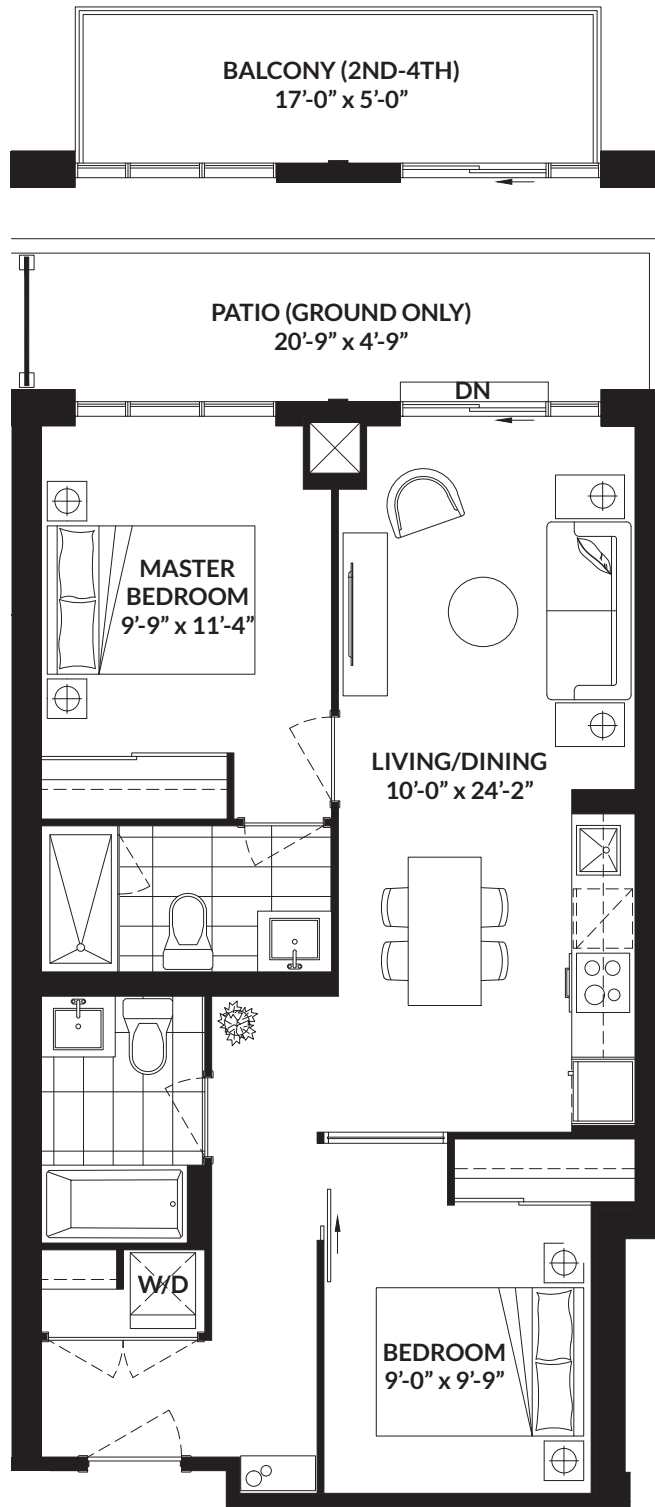 BALCONY (2ND-4TH)
17’-0” x 5’-0”
PATIO (GROUND ONLY)
20’-9” x 4’-9”
DN
MASTER
BEDROOM
9’-9” x 11’-4”
LIVING/DINING
10’-0” x 24’-2”
W/D
BEDROOM
9’-0” x 9’-9”